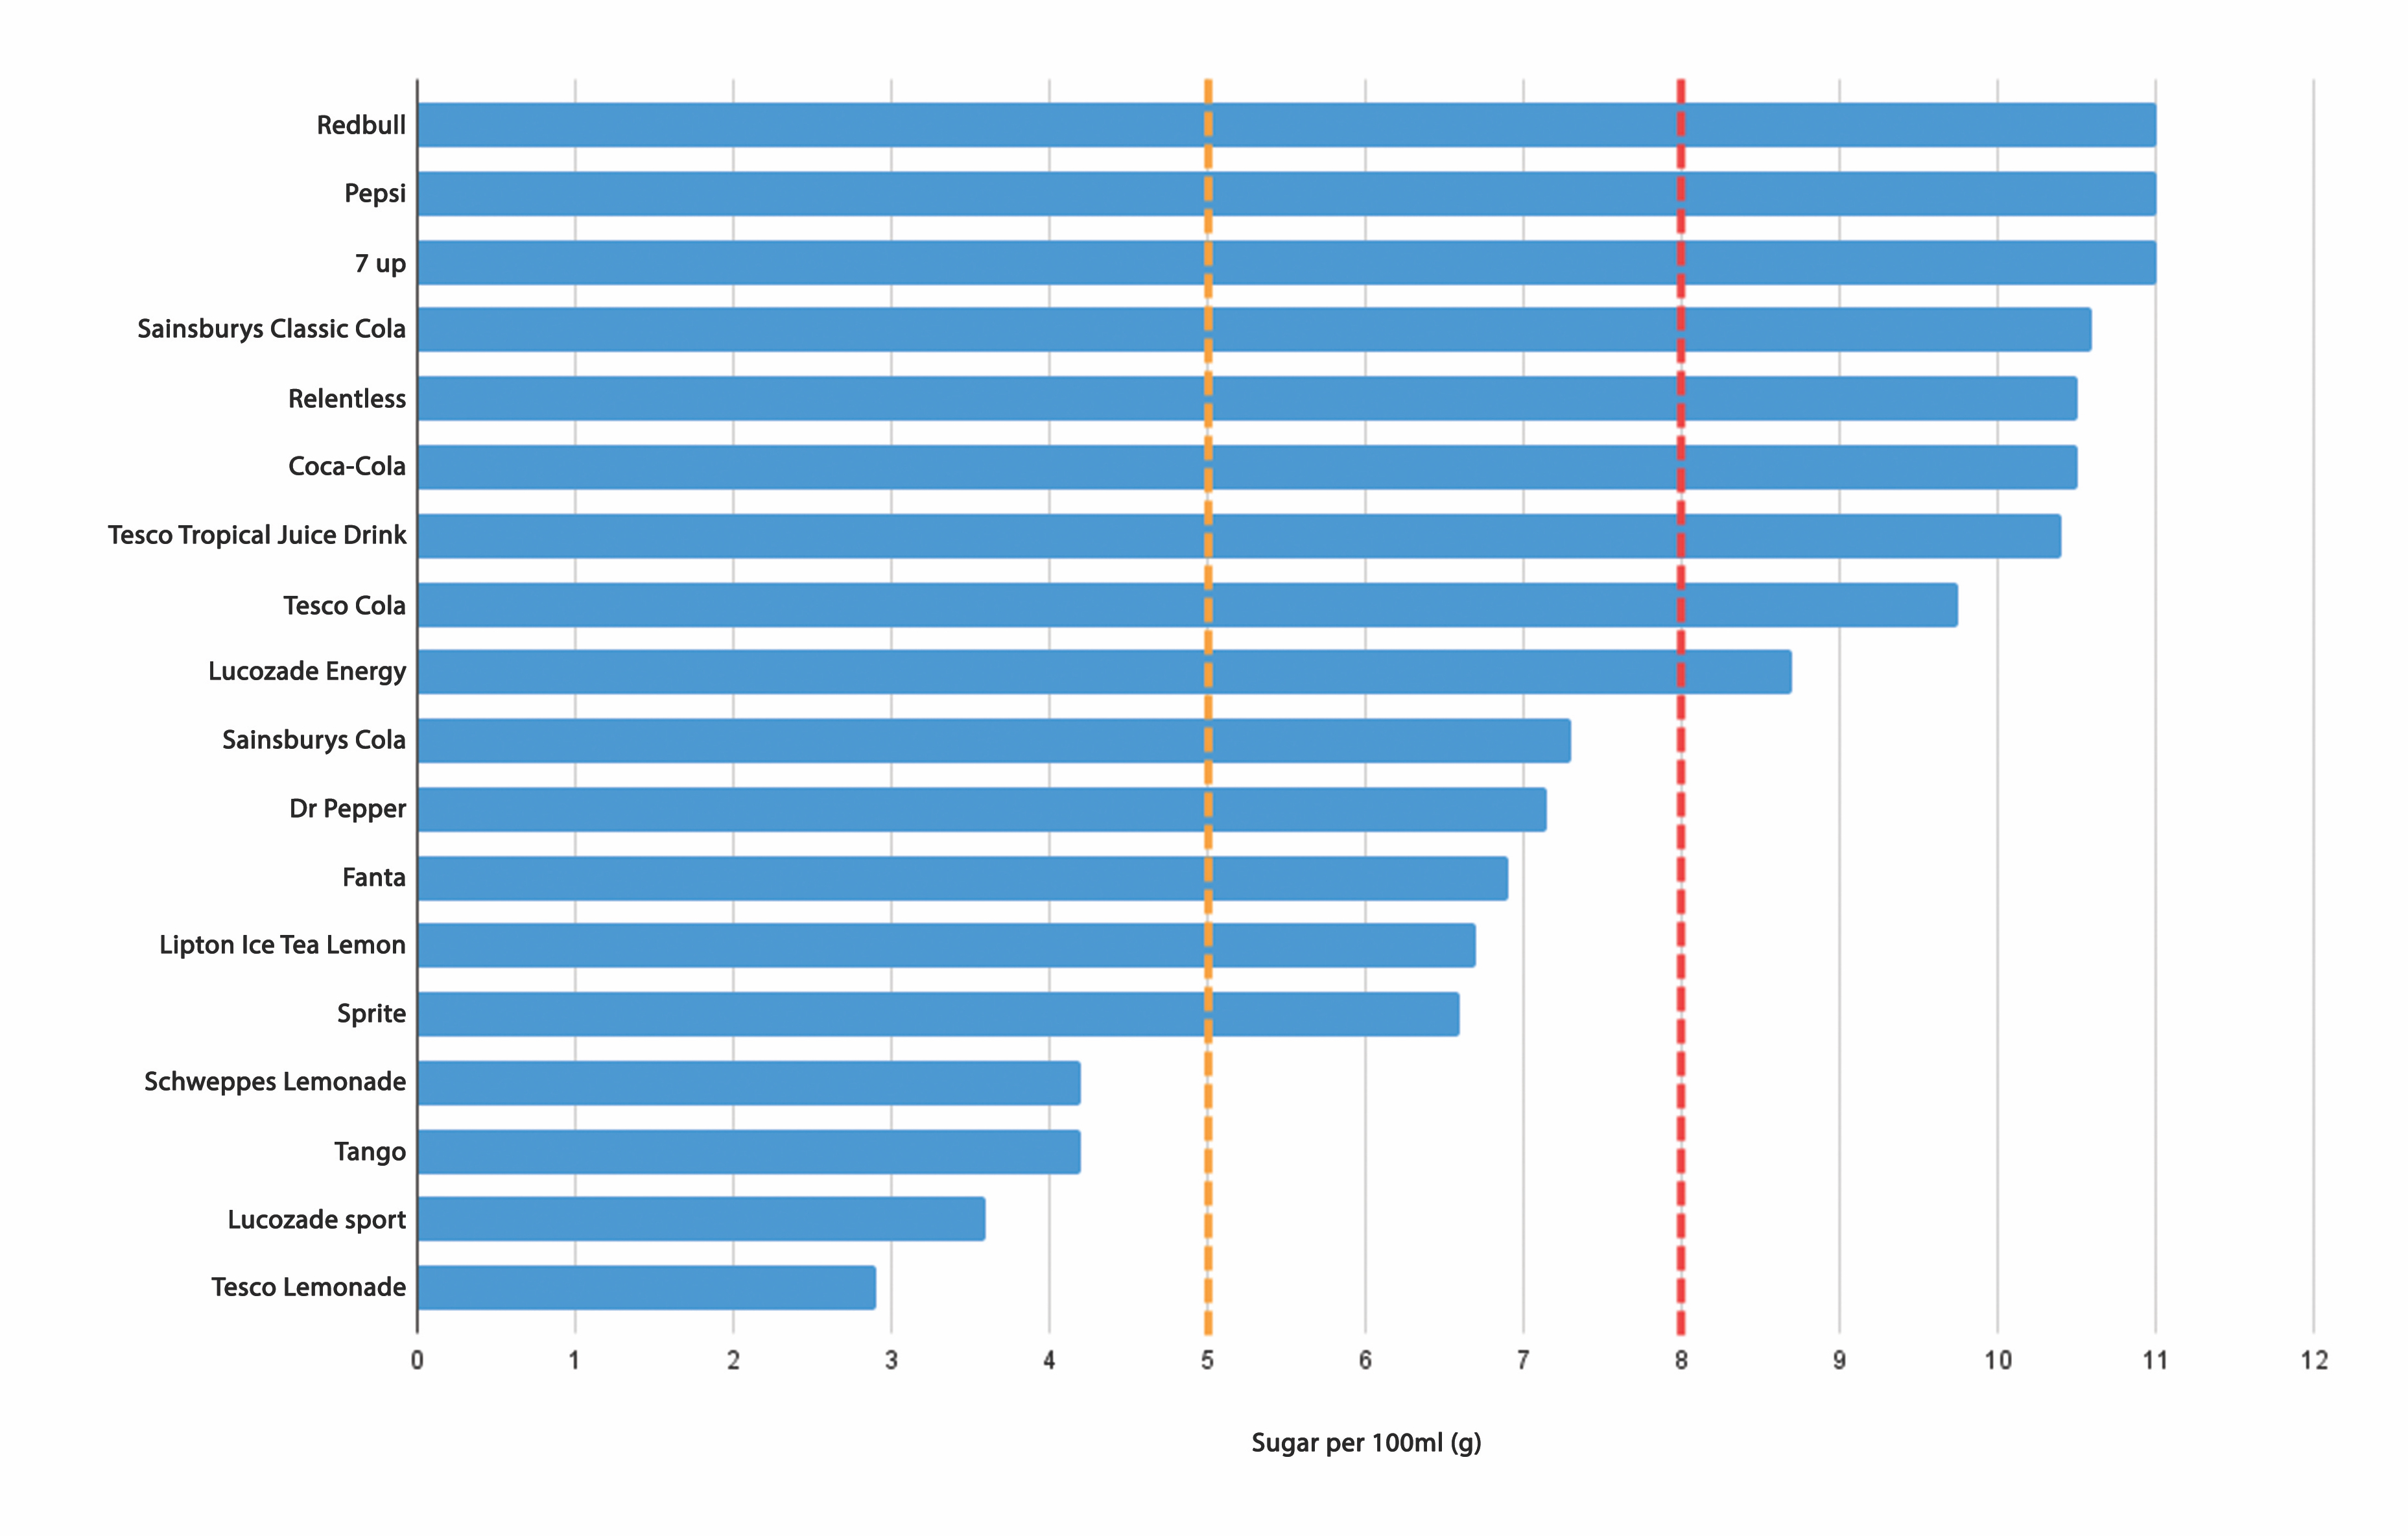 Redbull
Pepsi
7 up
Sainsburys Classic Cola
Relentless
Coca-Cola
Tesco Tropical Juice Drink
Tesco Cola
Lucozade Energy
Sainsburys Cola
Dr Pepper
Fanta
Lipton Ice Tea Lemon
Sprite
Schweppes Lemonade
Tango
Lucozade sport
Tesco Lemonade
0 1 2 3 4 5 6 7 8 9 10 11 12
Sugar per 100ml (g)